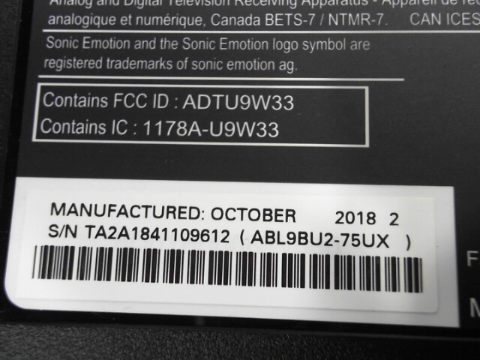 Analog and Digital Television Receiving Apparatus - Appareil de
analogique et numérique, Canada BETS-7 / NTMR-7. CAN ICES
Sonic Emotion and the Sonic Emotion logo symbol are
registered trademarks of sonic emotion ag.
Contains FCC ID : ADTU9W33
Contains IC : 1178A-U9W33
MANUFACTURED: OCTOBER 2018 2
S/N TA2A1841109612 ( ABL9BU2-75UX )
F
M